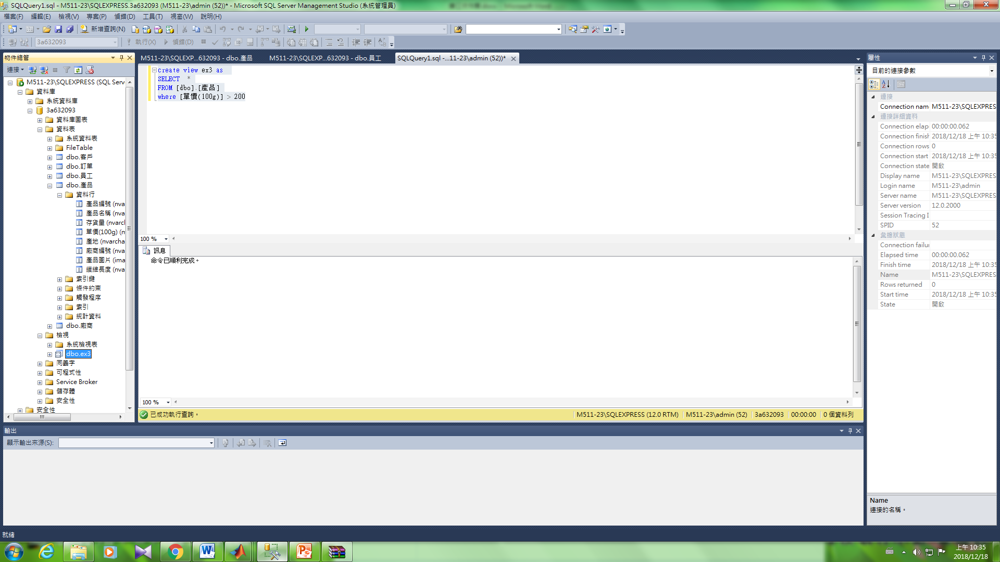 SQLQuery1.sql - M511-23\SQLEXPRESS.3a632093 (M511-23\admin (52))* - Microsoft SQL Server Management Studio (系統管理員)
檔案(F) 編輯(E) 檢視(V) 專案(P) 偵錯(D) 工具(T) 視窗(W) 說明(H)
新增查詢(N)
3a632093 執行(X) 偵錯(D)
物件總管
連接
M511-23\SQLEXPRESS (SQL Serv
資料庫
系統資料庫
3a632093
資料庫圖表
資料表
系統資料表
FileTable
dbo.客戶
dbo.訂單
dbo.員工
dbo.產品
資料行
產品編號 (nva
產品名稱 (nva
存貨量 (nvarcl
單價(100g) (n
產地 (nvarcha
廠商編號 (nva
產品圖片 (ima
纖維長度 (nva
索引鍵
條件約束
觸發程序
索引
統計資料
dbo.廠商
檢視
系統檢視表
dbo.ex3
同義字
可程式性
Service Broker
儲存體
安全性
安全性
M511-23\SQLEXP...632093 - dbo.產品 M511-23\SQLEXP...632093 - dbo.員工 SQLQuery1.sql -...11-23\admin (52))*
create view ex3 as
SELECT *
FROM [dbo].[產品]
where [單價(100g)] > 200
100 %
訊息
命令已順利完成。
100 %
已成功執行查詢。 M511-23\SQLEXPRESS (12.0 RTM) M511-23\admin (52) 3a632093 00:00:00 0 個資料列
輸出
顯示輸出來源(S):
屬性
目前的連接參數
連接
Connection nam M511-23\SQLEXPRES
連接詳細資料
Connection elap 00:00:00.062
Connection finish 2018/12/18 上午 10:35
Connection rows 0
Connection start 2018/12/18 上午 10:35
Connection state 開啟
Display name M511-23\SQLEXPRES
Login name M511-23\admin
Server name M511-23\SQLEXPRES
Server version 12.0.2000
Session Tracing I
SPID 52
彙總狀態
Connection failur
Elapsed time 00:00:00.062
Finish time 2018/12/18 上午 10:35
Name M511-23\SQLEXPRES
Rows returned 0
Start time 2018/12/18 上午 10:35
State 開啟
Name
連接的名稱。
就緒
上午 10:35
2018/12/18